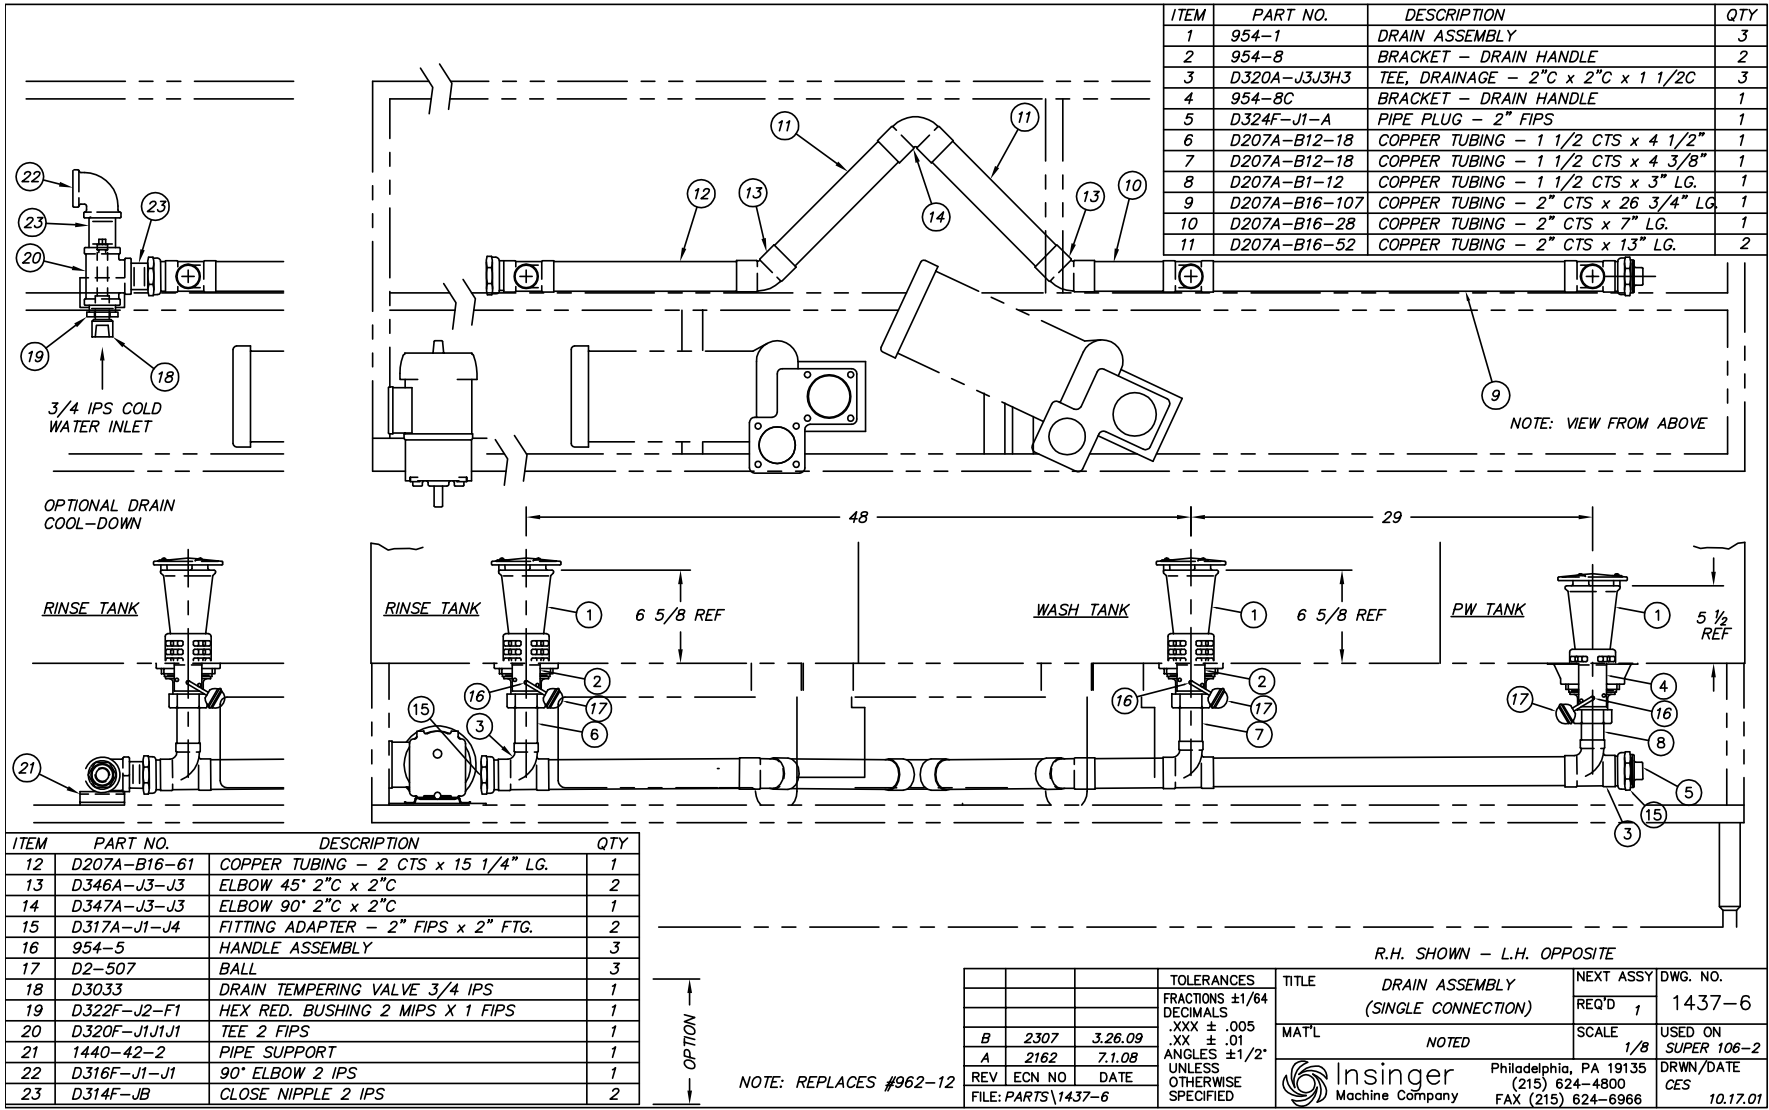 ITEM PART NO. DESCRIPTION QTY
1 954-1 DRAIN ASSEMBLY 3
2 954-8 BRACKET - DRAIN HANDLE 2
3 D320A-J3J3H3 TEE, DRAINAGE - 2"C x 2"C x 1 1/2C 3
4 954-8C BRACKET - DRAIN HANDLE 1
5 D324F-J1-A PIPE PLUG - 2" FIPS 1
6 D207A-B12-18 COPPER TUBING - 1 1/2 CTS x 4 1/2" 1
7 D207A-B12-18 COPPER TUBING - 1 1/2 CTS x 4 3/8" 1
8 D207A-B1-12 COPPER TUBING - 1 1/2 CTS x 3" LG. 1
9 D207A-B16-107 COPPER TUBING - 2" CTS x 26 3/4" LG. 1
10 D207A-B16-28 COPPER TUBING - 2" CTS x 7" LG. 1
11 D207A-B16-52 COPPER TUBING - 2" CTS x 13" LG. 2
11
11
22
23
12
13
13
10
23
14
20
19
18
9
3/4 IPS COLD
WATER INLET
NOTE: VIEW FROM ABOVE
OPTIONAL DRAIN
COOL-DOWN
48
29
RINSE TANK
RINSE TANK
1
6 5/8 REF
WASH TANK
1
6 5/8 REF
PW TANK
1
5 1/2
REF
2
16
17
15
3
6
2
16
17
7
4
17
16
8
21
5
15
3
ITEM PART NO. DESCRIPTION QTY
12 D207A-B16-61 COPPER TUBING - 2 CTS x 15 1/4" LG. 1
13 D346A-J3-J3 ELBOW 45° 2"C x 2"C 2
14 D347A-J3-J3 ELBOW 90° 2"C x 2"C 1
15 D317A-J1-J4 FITTING ADAPTER - 2" FIPS x 2" FTG. 2
16 954-5 HANDLE ASSEMBLY 3
17 D2-507 BALL 3
18 D3033 DRAIN TEMPERING VALVE 3/4 IPS 1
19 D322F-J2-F1 HEX RED. BUSHING 2 MIPS X 1 FIPS 1
20 D320F-J1J1J1 TEE 2 FIPS 1
21 1440-42-2 PIPE SUPPORT 1
22 D316F-J1-J1 90° ELBOW 2 IPS 1
23 D314F-JB CLOSE NIPPLE 2 IPS 2
OPTION
NOTE: REPLACES #962-12
R.H. SHOWN - L.H. OPPOSITE
B 2307 3.26.09
A 2162 7.1.08
REV ECN NO DATE
FILE: PARTS\1437-6
TOLERANCES
FRACTIONS ±1/64
DECIMALS
.XXX ± .005
.XX ± .01
ANGLES ±1/2°
UNLESS
OTHERWISE
SPECIFIED
TITLE DRAIN ASSEMBLY
(SINGLE CONNECTION)
NEXT ASSY
REQ'D 1
DWG. NO.
1437-6
MAT'L NOTED
SCALE
1/8
USED ON
SUPER 106-2
Insinger
Machine Company
Philadelphia, PA 19135
(215) 624-4800
FAX (215) 624-6966
DRWN/DATE
CES
10.17.01